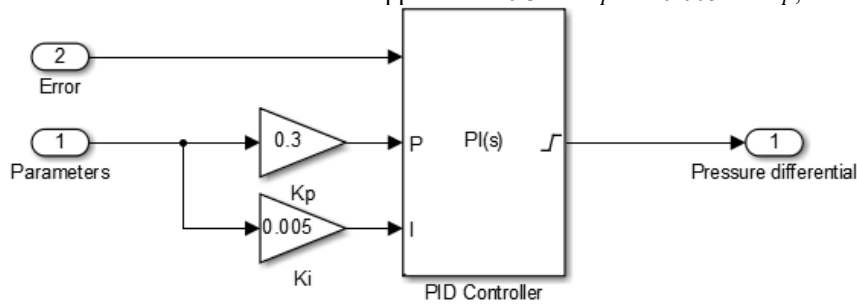 2
Error
1
Parameters
0.3
Kp
0.005
Ki
P
I
PI(s)
PID Controller
1
Pressure differential